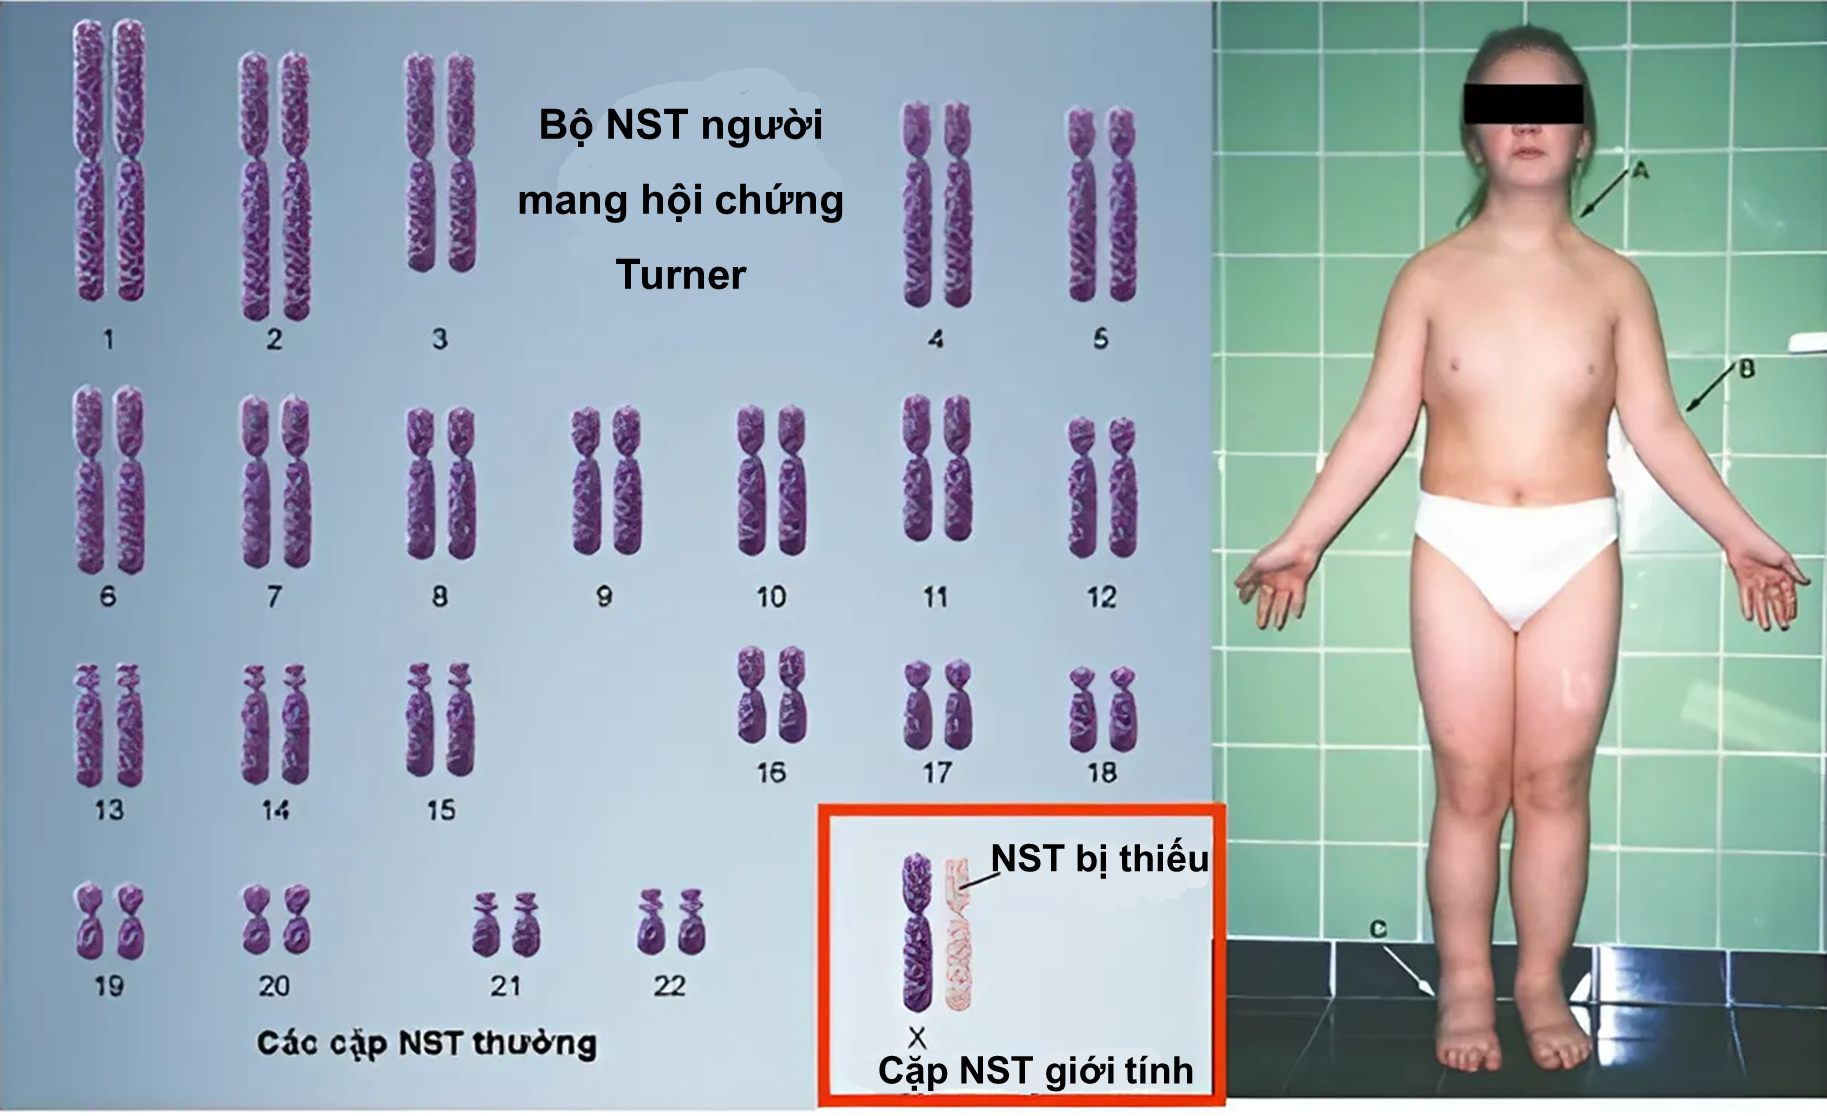 Bộ NST người
mang hội chứng
Turner
1
2
3
4
5
6
7
8
9
10
11
12
13
14
15
16
17
18
19
20
21
22
Các cặp NST thường
NST bị thiếu
X
Cặp NST giới tính
A
B
C